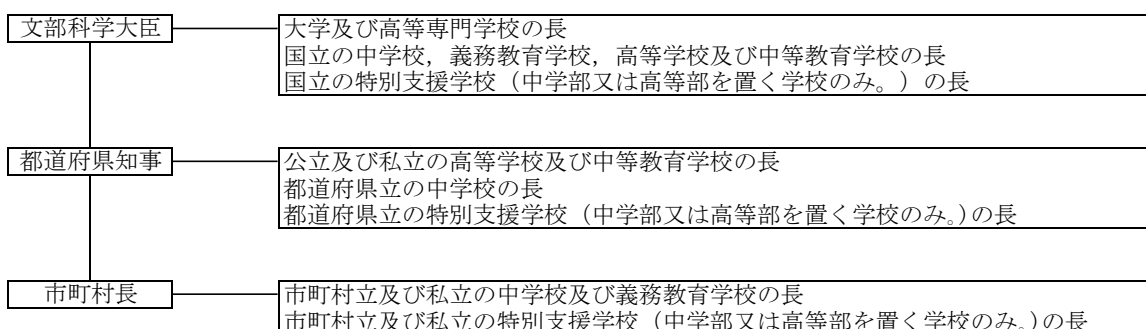 文部科学大臣
大学及び高等専門学校の長
国立の中学校，義務教育学校，高等学校及び中等教育学校の長
国立の特別支援学校（中学部又は高等部を置く学校のみ。）の長
都道府県知事
公立及び私立の高等学校及び中等教育学校の長
都道府県立の中学校の長
都道府県立の特別支援学校（中学部又は高等部を置く学校のみ。）の長
市町村長
市町村立及び私立の中学校及び義務教育学校の長
市町村立及び私立の特別支援学校（中学部又は高等部を置く学校のみ。）の長